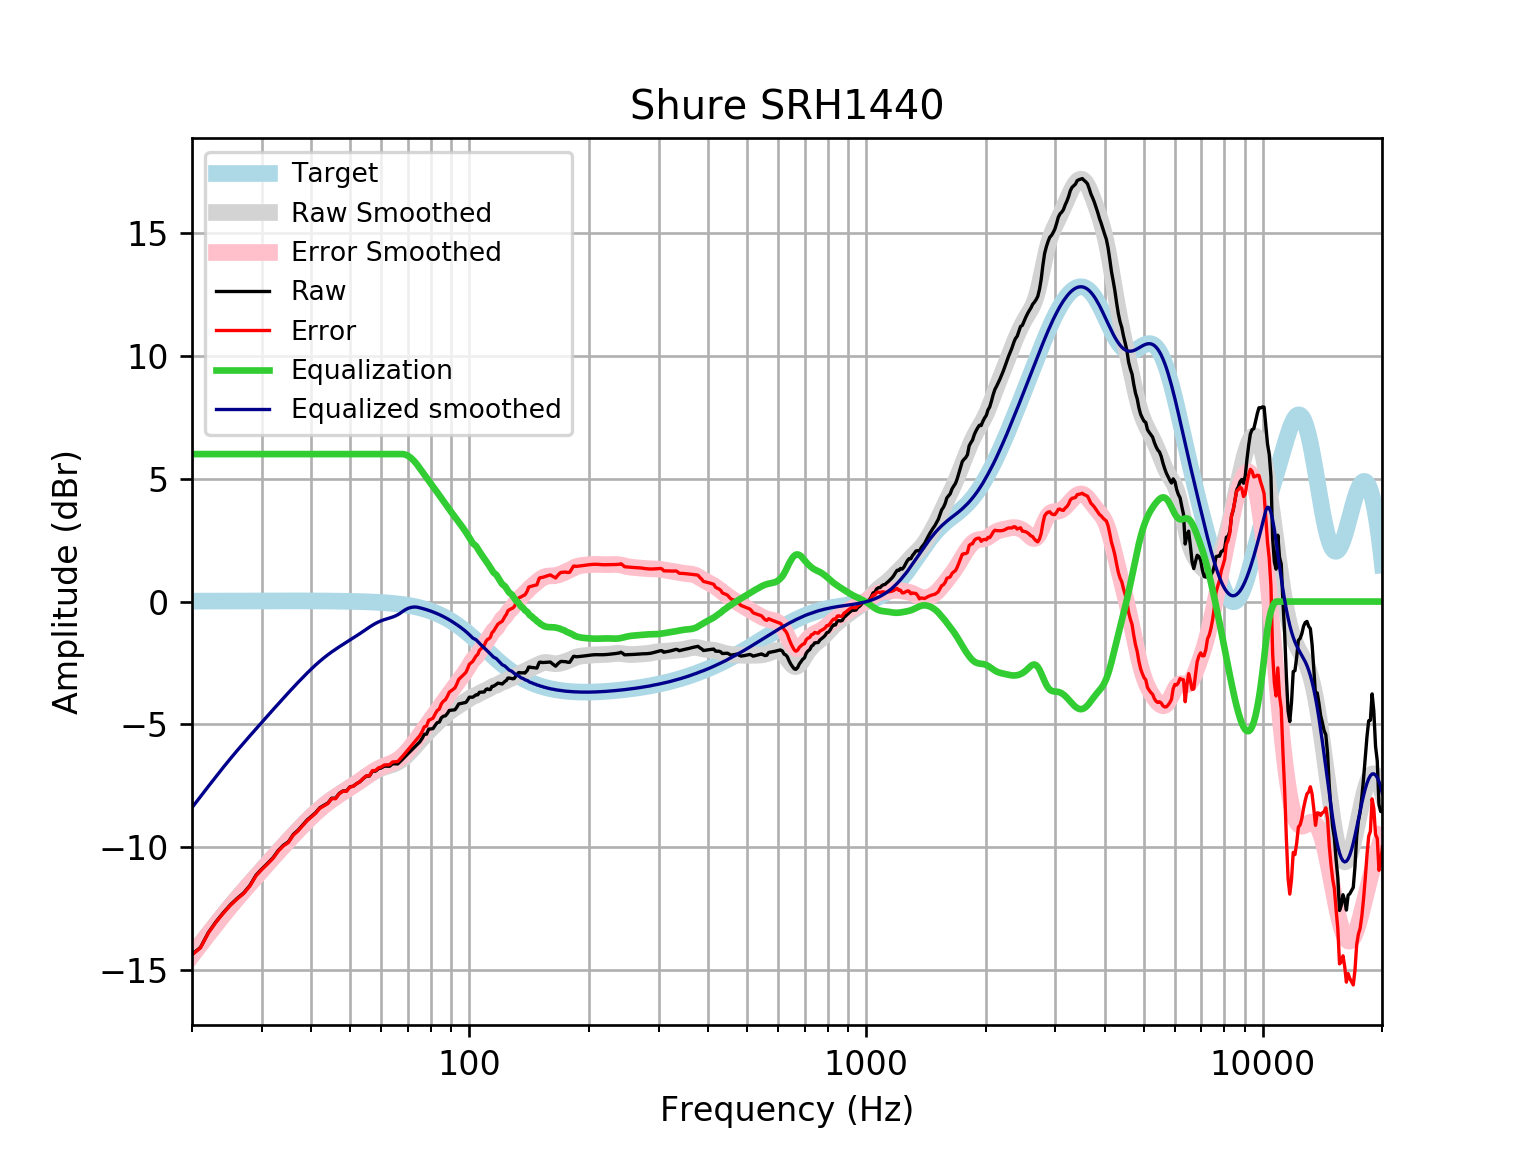 Shure SRH1440
Target
Raw Smoothed
Error Smoothed
Raw
Error
Equalization
Equalized smoothed
Amplitude (dBr)
15
10
5
0
−5
−10
−15
100 1000 10000
Frequency (Hz)